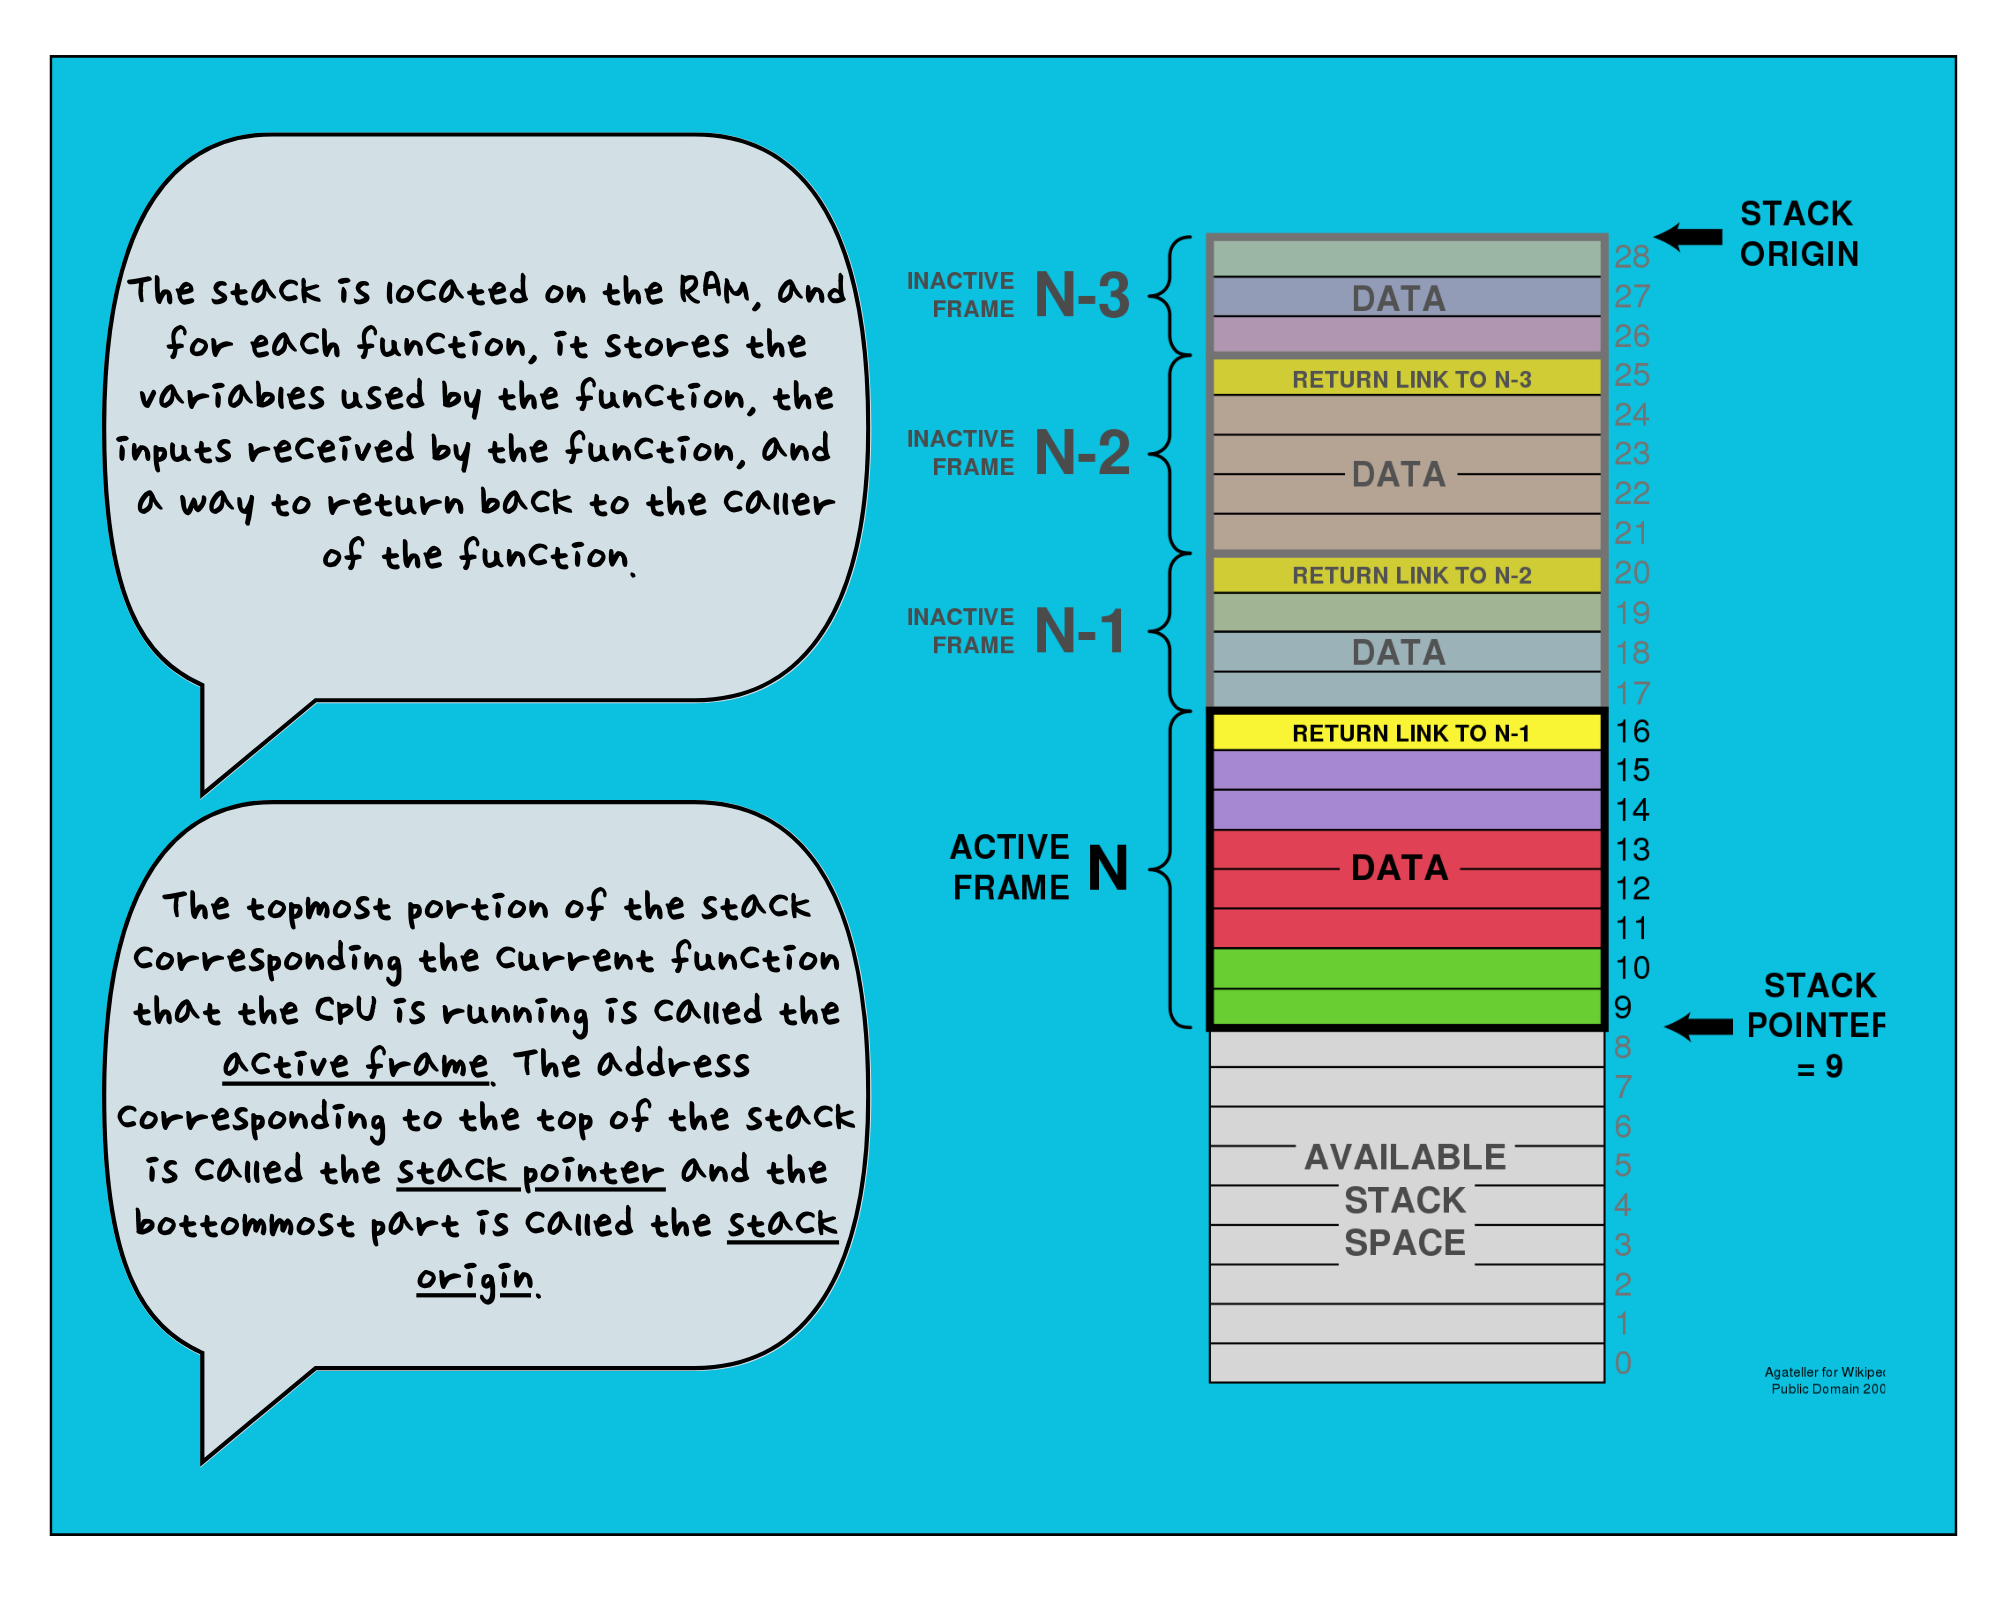 The stack is located on the RAM, and
for each function, it stores the
variables used by the function, the
inputs received by the function, and
a way to return back to the caller
of the function.
The topmost portion of the stack
corresponding the current function
that the CPU is running is called the
active frame. The address
corresponding to the top of the stack
is called the stack pointer and the
bottommost part is called the stack
origin.
STACK
ORIGIN
INACTIVE
FRAME N-3
DATA
28
27
26
INACTIVE
FRAME N-2
RETURN LINK TO N-3
DATA
25
24
23
22
21
INACTIVE
FRAME N-1
RETURN LINK TO N-2
DATA
20
19
18
17
ACTIVE
FRAME N
RETURN LINK TO N-1
DATA
16
15
14
13
12
11
10
9
STACK
POINTER
= 9
AVAILABLE
STACK
SPACE
8
7
6
5
4
3
2
1
0
Agateller for Wikiped
Public Domain 200